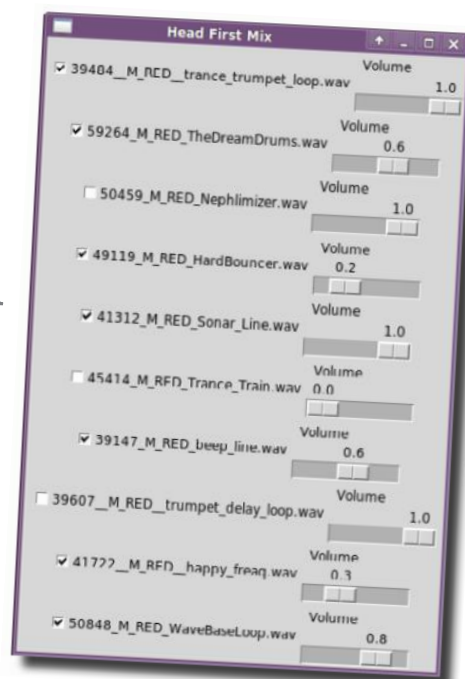 Head First Mix
Volume
39484__M_RED__trance_trumpet_loop.wav
1.0
Volume
59264_M_RED_TheDreamDrums.wav
0.6
Volume
50459_M_RED_Nephlimizer.wav
1.0
Volume
49119_M_RED_HardBouncer.wav
0.2
Volume
41312_M_RED_Sonar_Line.wav
1.0
Volume
45414_M_RED_Trance_Train.wav
0.0
Volume
39147_M_RED_beep_line.wav
0.6
Volume
39607__M_RED__trumpet_delay_loop.wav
1.0
Volume
41722__M_RED__happy_freaq.wav
0.3
Volume
50848_M_RED_WaveBaseLoop.wav
0.8